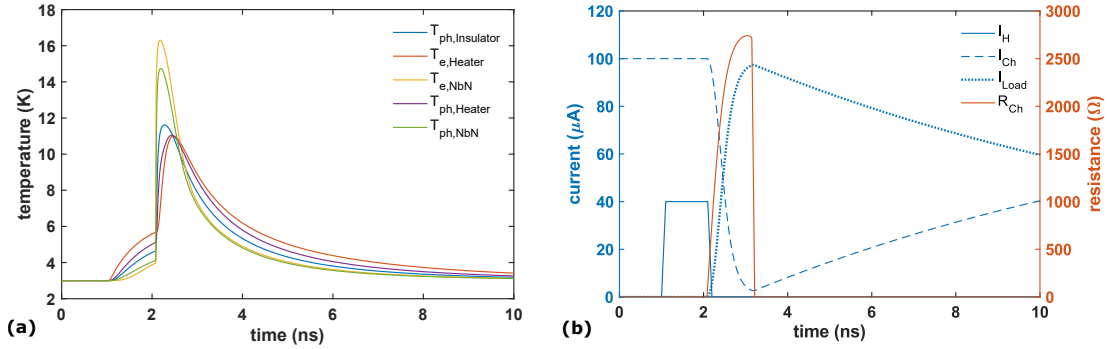 18
16
14
12
10
8
6
4
2
temperature (K)
T_ph,Insulator
T_e,Heater
T_e,NbN
T_ph,Heater
T_ph,NbN
0 2 4 6 8 10
time (ns)
(a)
120
100
80
60
40
20
0
current (μA)
I_H
I_Ch
I_Load
R_Ch
3000
2500
2000
1500
1000
500
0
resistance (Ω)
0 2 4 6 8 10
time (ns)
(b)